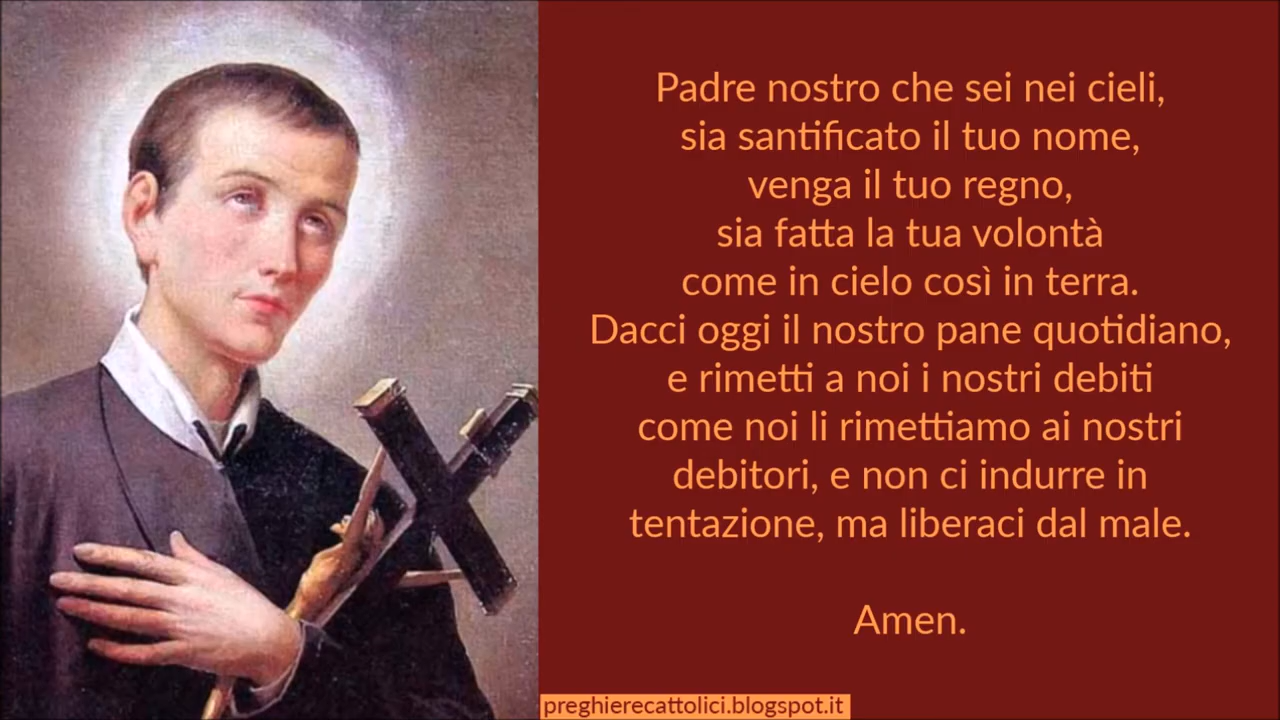 Padre nostro che sei nei cieli,
sia santificato il tuo nome,
venga il tuo regno,
sia fatta la tua volontà
come in cielo così in terra.
Dacci oggi il nostro pane quotidiano,
e rimetti a noi i nostri debiti
come noi li rimettiamo ai nostri
debitori, e non ci indurre in
tentazione, ma liberaci dal male.
Amen.
preghierecattolici.blogspot.it